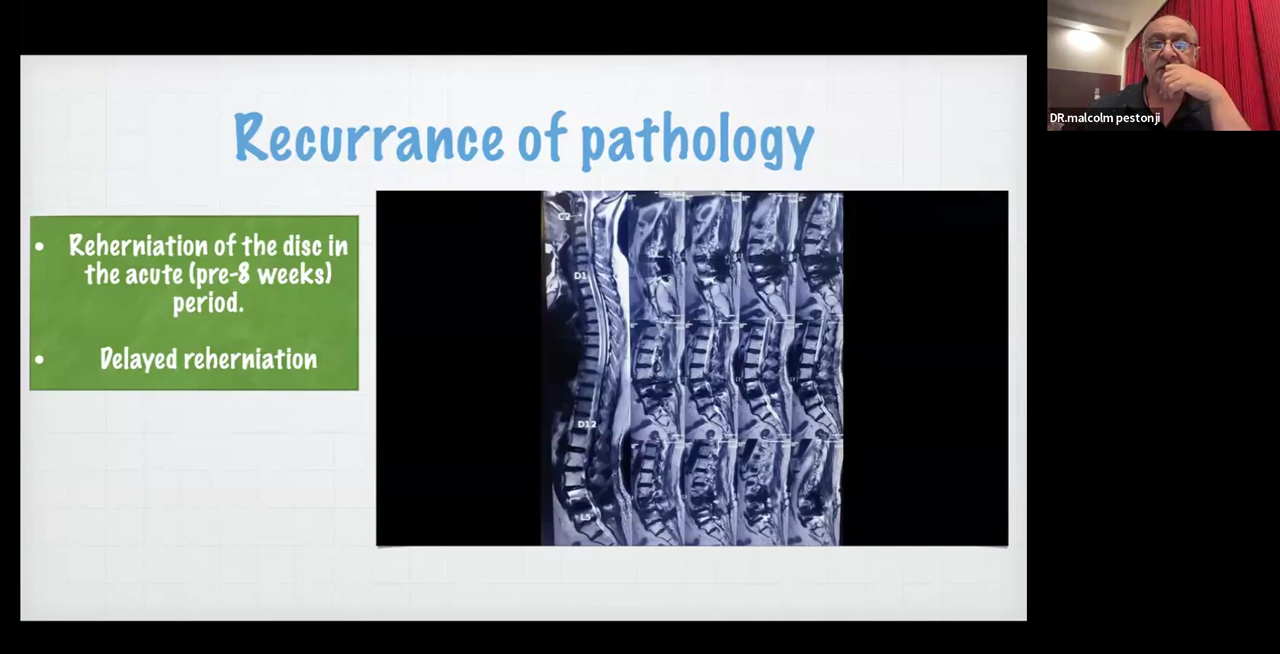 Recurrance of pathology
• Reherniation of the disc in
the acute (pre-8 weeks)
period.
• Delayed reherniation
C2
D1
D12
L5
DR.malcolm pestonji